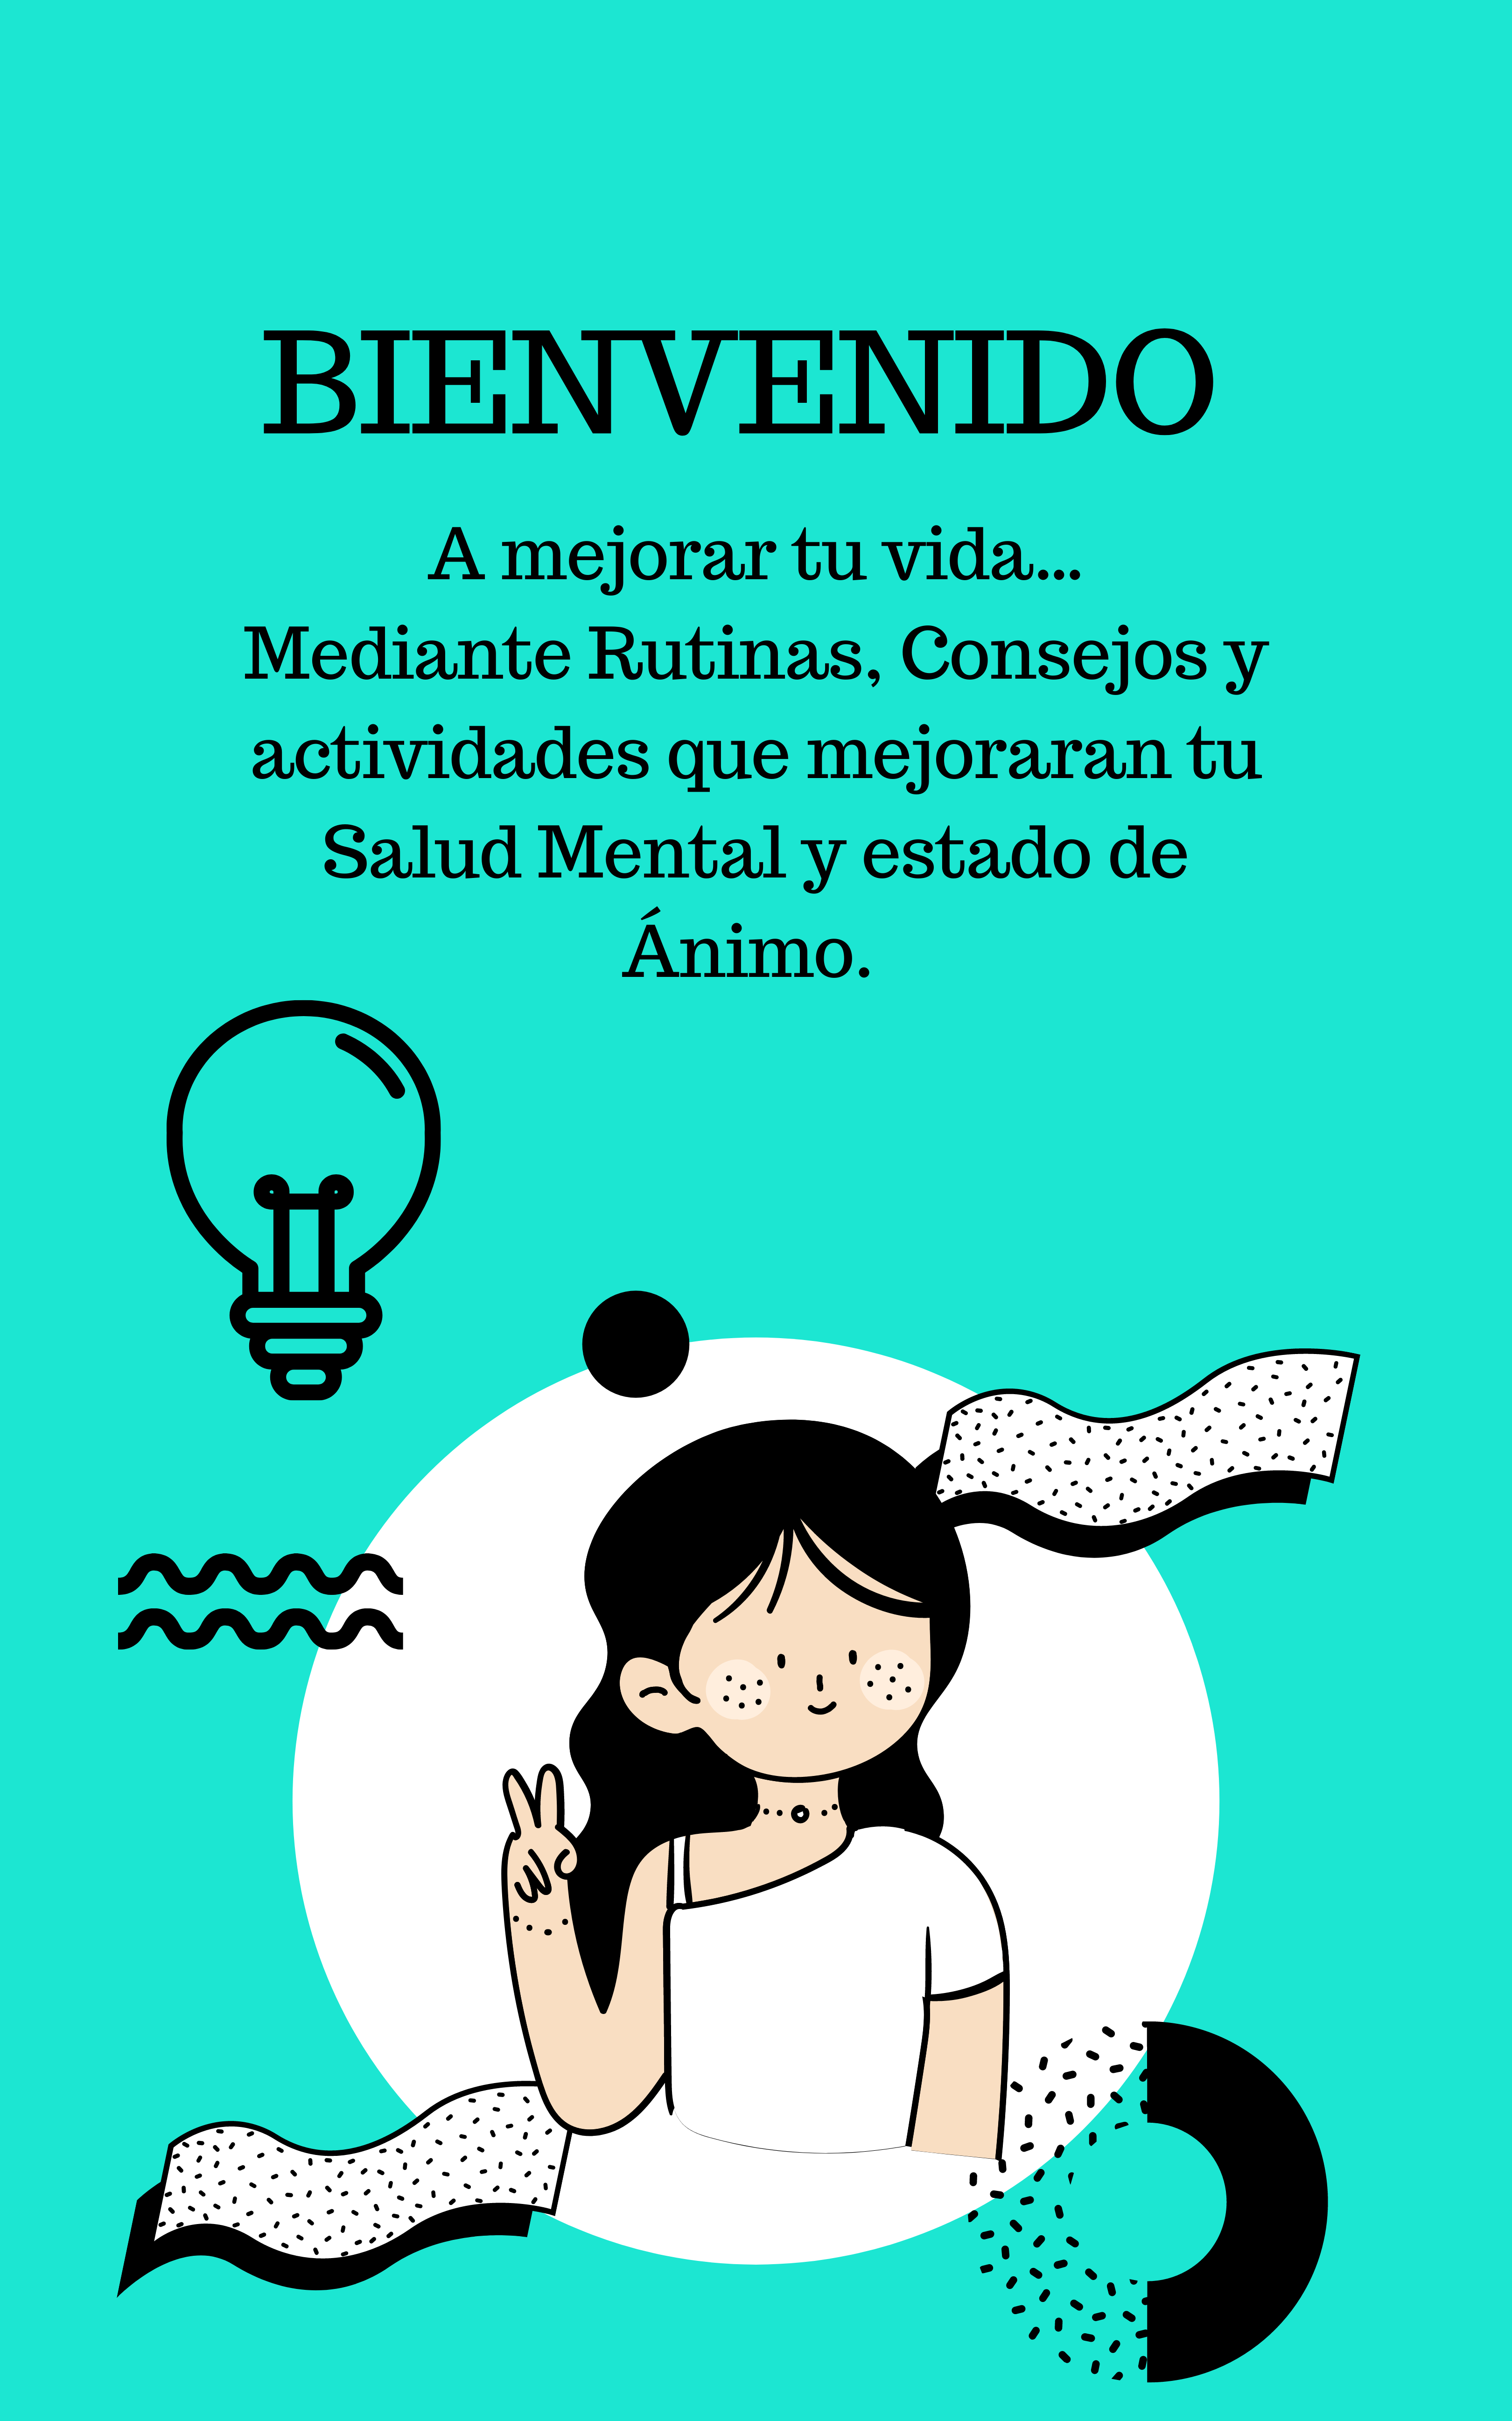 BIENVENIDO
A mejorar tu vida...
Mediante Rutinas, Consejos y
actividades que mejoraran tu
Salud Mental y estado de
Ánimo.